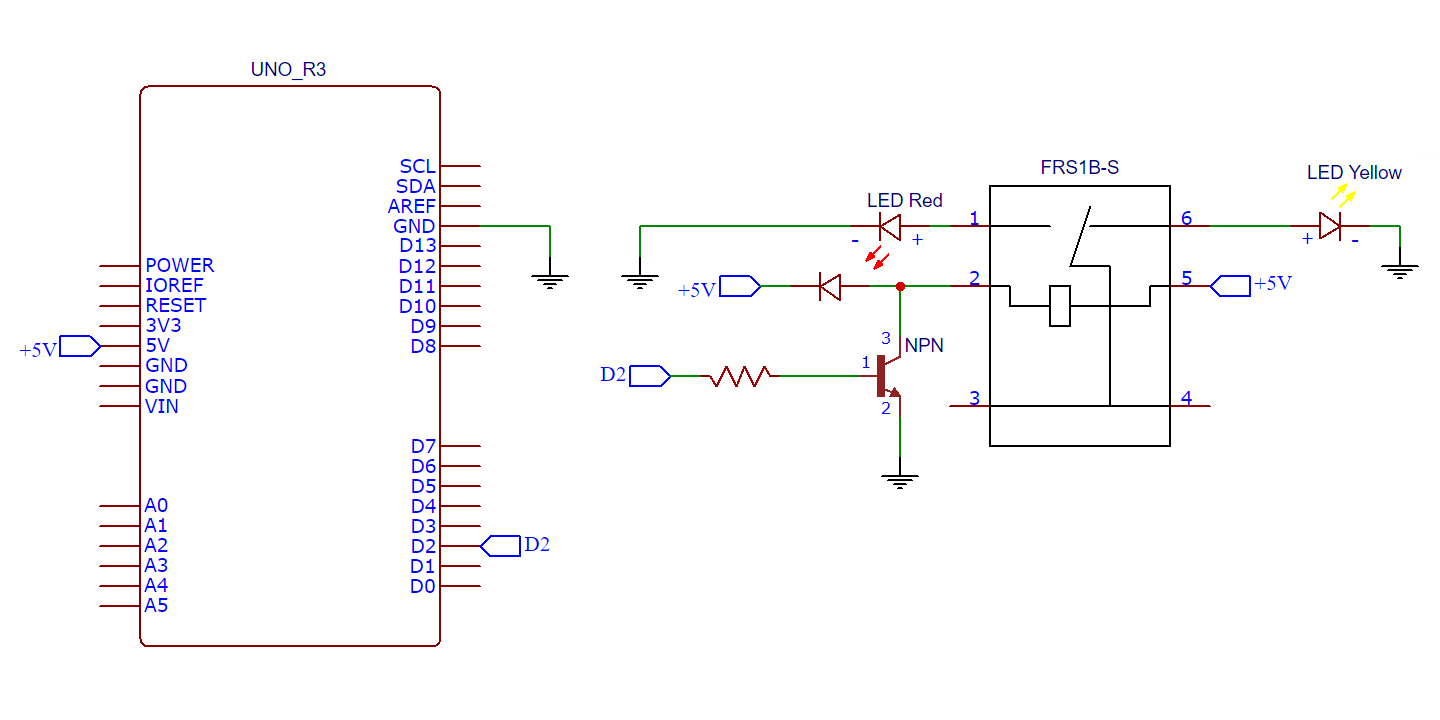 UNO_R3
SCL
SDA
AREF
GND
D13
D12
D11
D10
D9
D8
D7
D6
D5
D4
D3
D2
D1
D0
POWER
IOREF
RESET
3V3
5V
GND
GND
VIN
A0
A1
A2
A3
A4
A5
+5V
D2
LED Red
- +
+5V
D2
NPN
3
1
2
FRS1B-S
1
2
3
6
5
4
+5V
LED Yellow
+ -